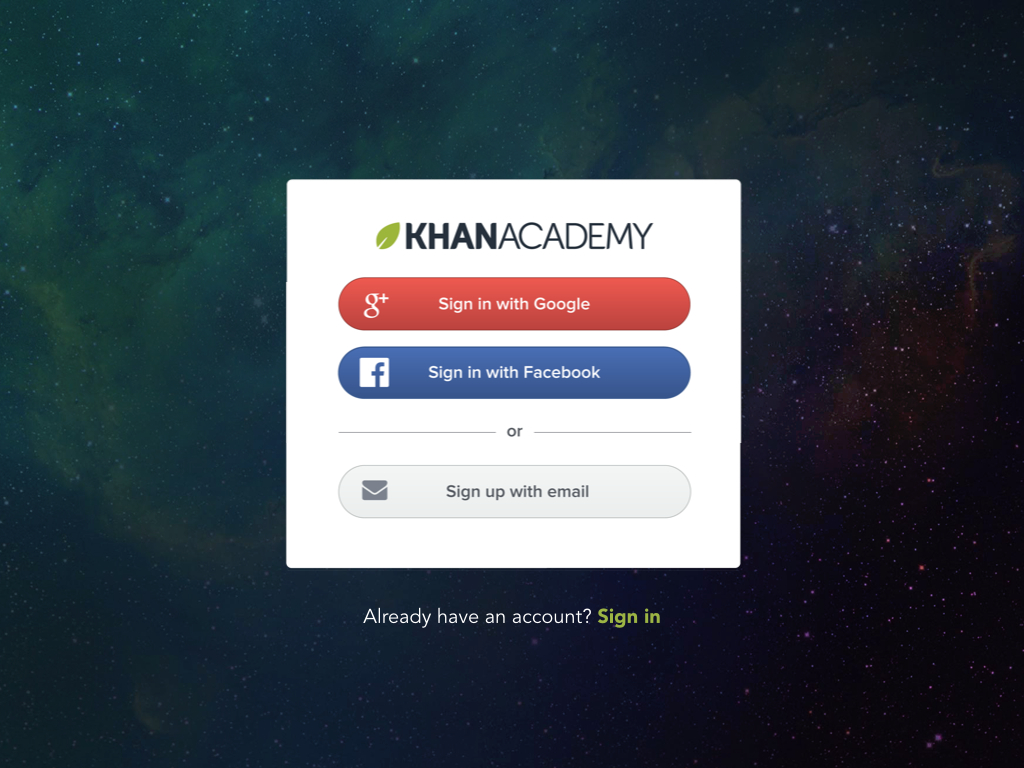 KHANACADEMY
g+ Sign in with Google
f Sign in with Facebook
or
Sign up with email
Already have an account? Sign in